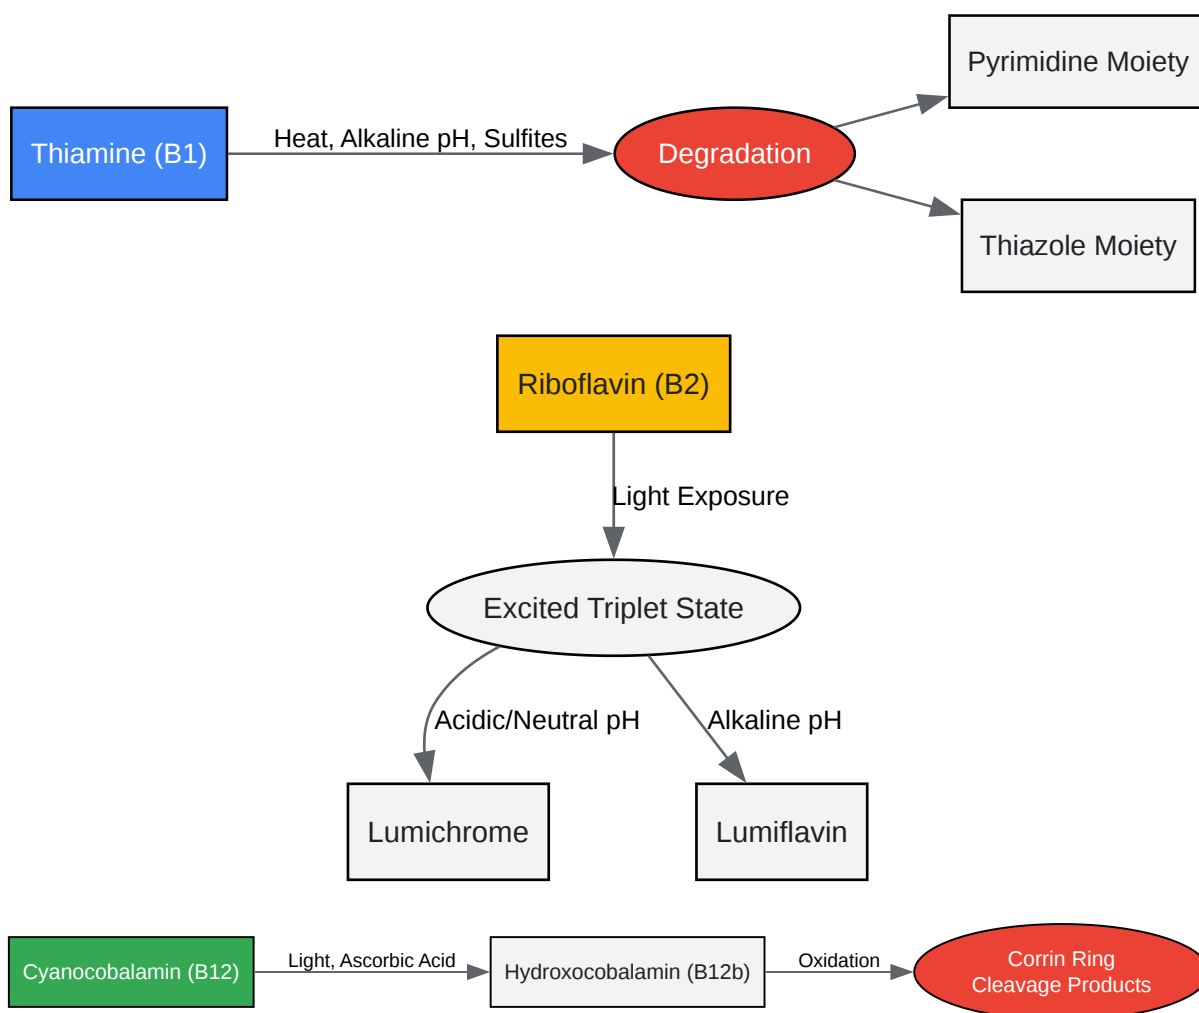 Pyrimidine Moiety
Thiamine (B1)
Heat, Alkaline pH, Sulfites
Degradation
Thiazole Moiety
Riboflavin (B2)
Light Exposure
Excited Triplet State
Acidic/Neutral pH
Alkaline pH
Lumichrome
Lumiflavin
Cyanocobalamin (B12)
Light, Ascorbic Acid
Hydroxocobalamin (B12b)
Oxidation
Corrin Ring
Cleavage Products